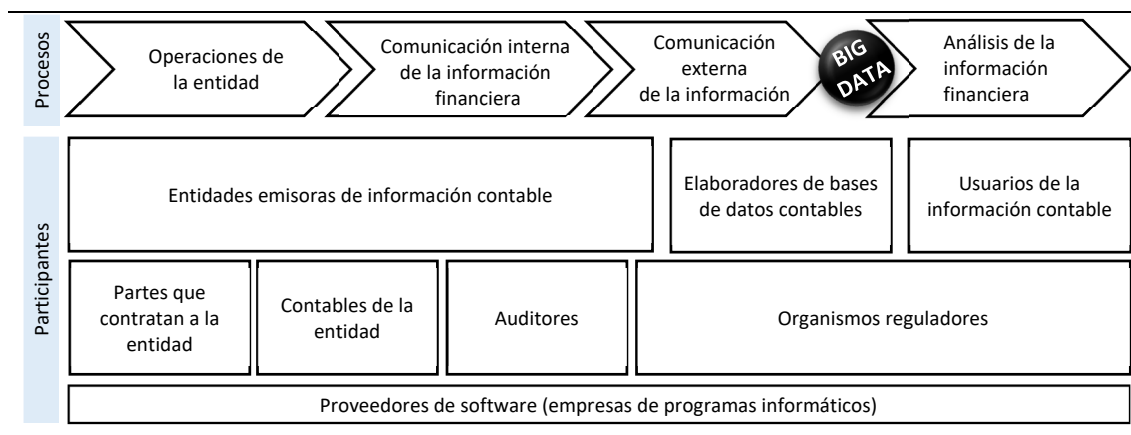 Procesos
Operaciones de
la entidad
Comunicación interna
de la información
financiera
Comunicación
externa
de la información
BIG
DATA
Análisis de la
información
financiera
Participantes
Entidades emisoras de información contable
Elaboradores de bases
de datos contables
Usuarios de la
información contable
Partes que
contratan a la
entidad
Contables de la
entidad
Auditores
Organismos reguladores
Proveedores de software (empresas de programas informáticos)